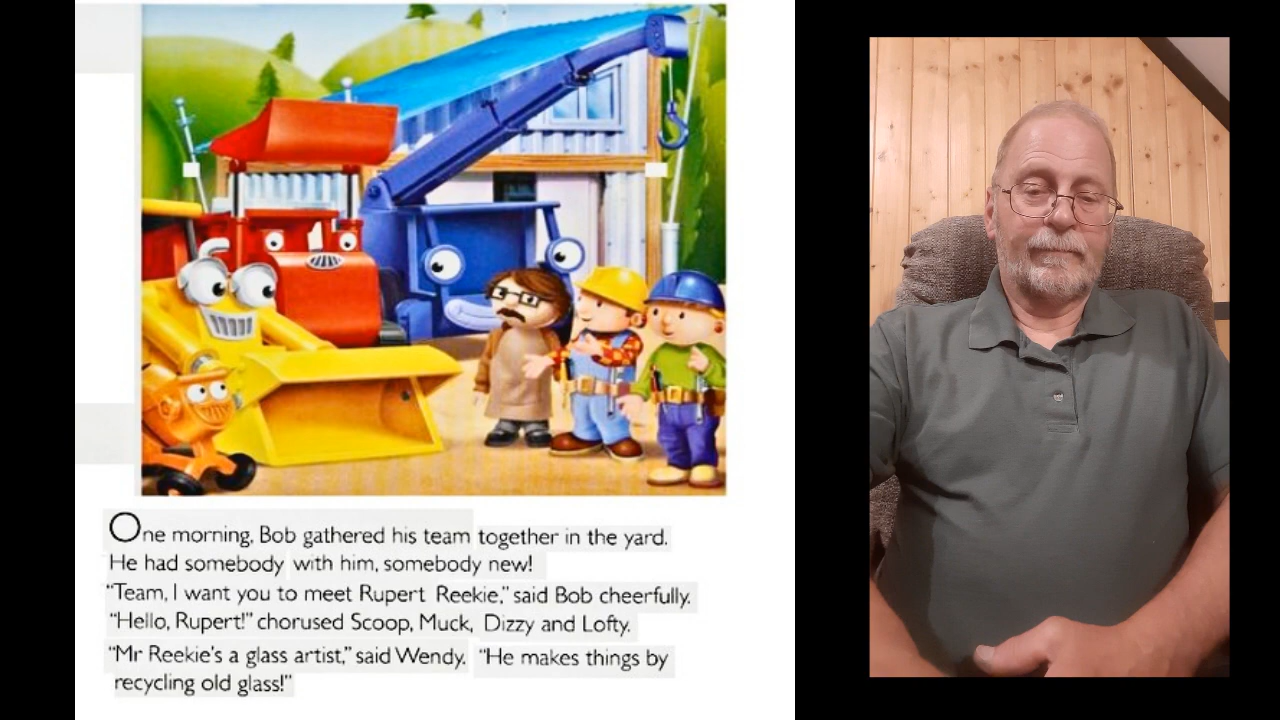 One morning, Bob gathered his team together in the yard.
He had somebody with him, somebody new!
“Team, I want you to meet Rupert Reekie,” said Bob cheerfully.
“Hello, Rupert!” chorused Scoop, Muck, Dizzy and Lofty.
“Mr Reekie’s a glass artist,” said Wendy. “He makes things by
recycling old glass!”